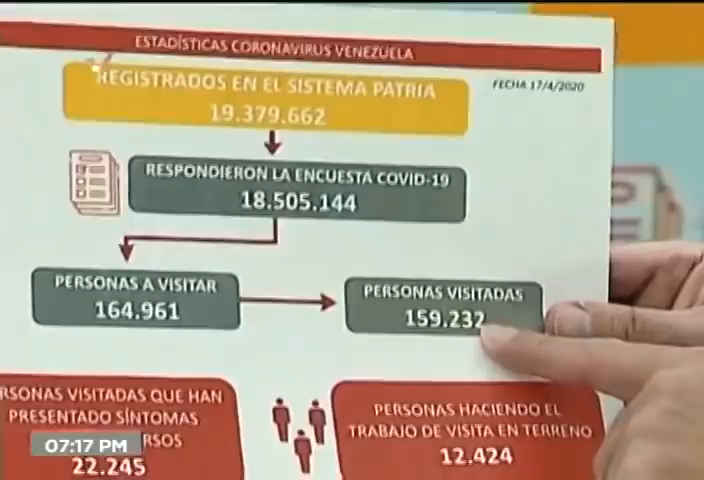 ESTADÍSTICAS CORONAVIRUS VENEZUELA
REGISTRADOS EN EL SISTEMA PATRIA
19.379.662
FECHA 17/4/2020
RESPONDIERON LA ENCUESTA COVID-19
18.505.144
PERSONAS A VISITAR
164.961
PERSONAS VISITADAS
159.232
RSONAS VISITADAS QUE HAN
PRESENTADO SÍNTOMAS
RSOS
22.245
PERSONAS HACIENDO EL
TRABAJO DE VISITA EN TERRENO
12.424
07:17 PM